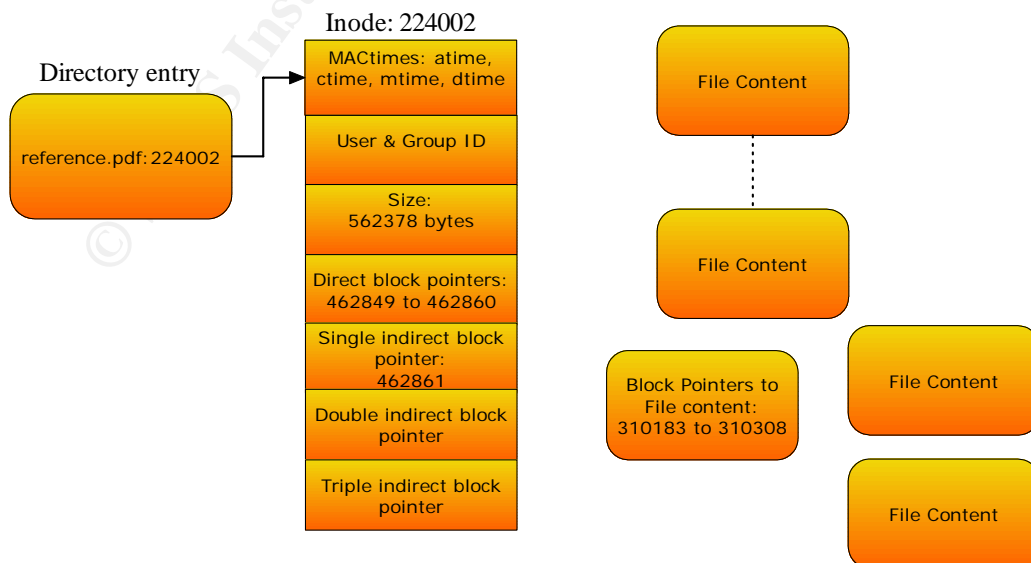 Inode: 224002
Directory entry
reference.pdf:224002
MACtimes: atime,
ctime, mtime, dtime
User & Group ID
Size:
562378 bytes
Direct block pointers:
462849 to 462860
Single indirect block
pointer:
462861
Double indirect block
pointer
Triple indirect block
pointer
File Content
File Content
Block Pointers to
File content:
310183 to 310308
File Content
File Content
©